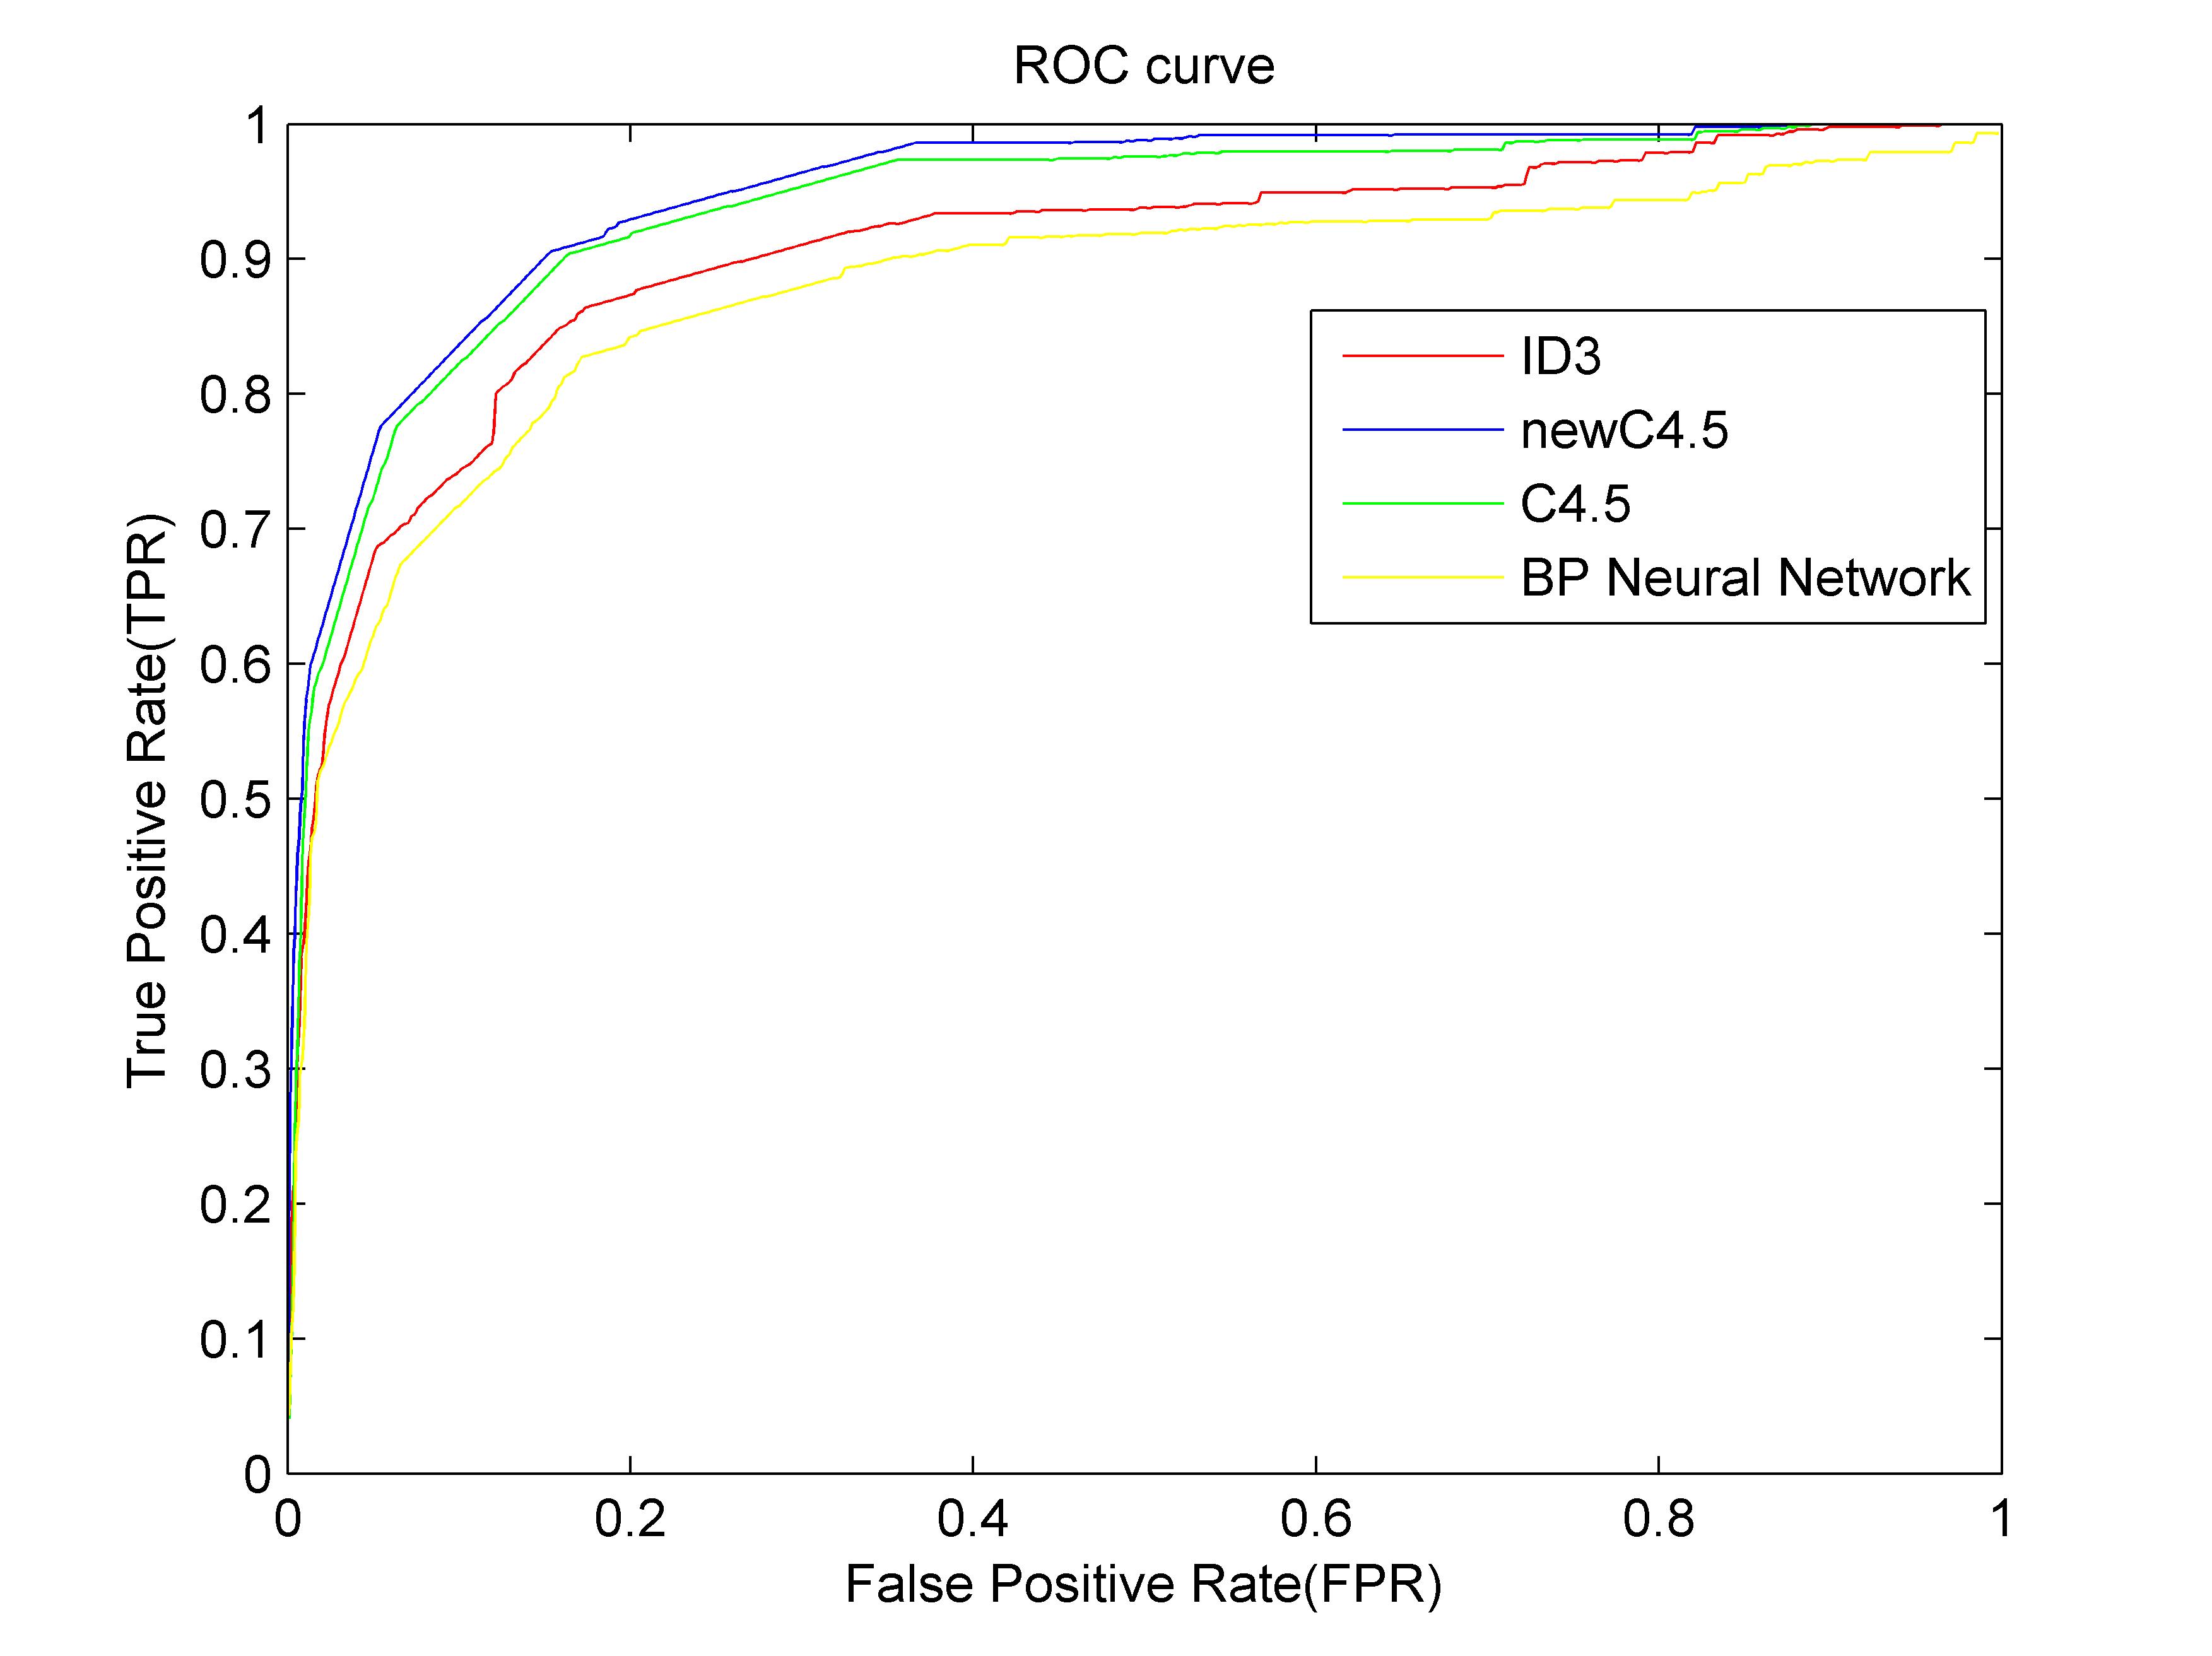 ROC curve
1
0.9
0.8
0.7
0.6
0.5
0.4
0.3
0.2
0.1
0
True Positive Rate(TPR)
ID3
newC4.5
C4.5
BP Neural Network
0
0.2
0.4
0.6
0.8
1
False Positive Rate(FPR)